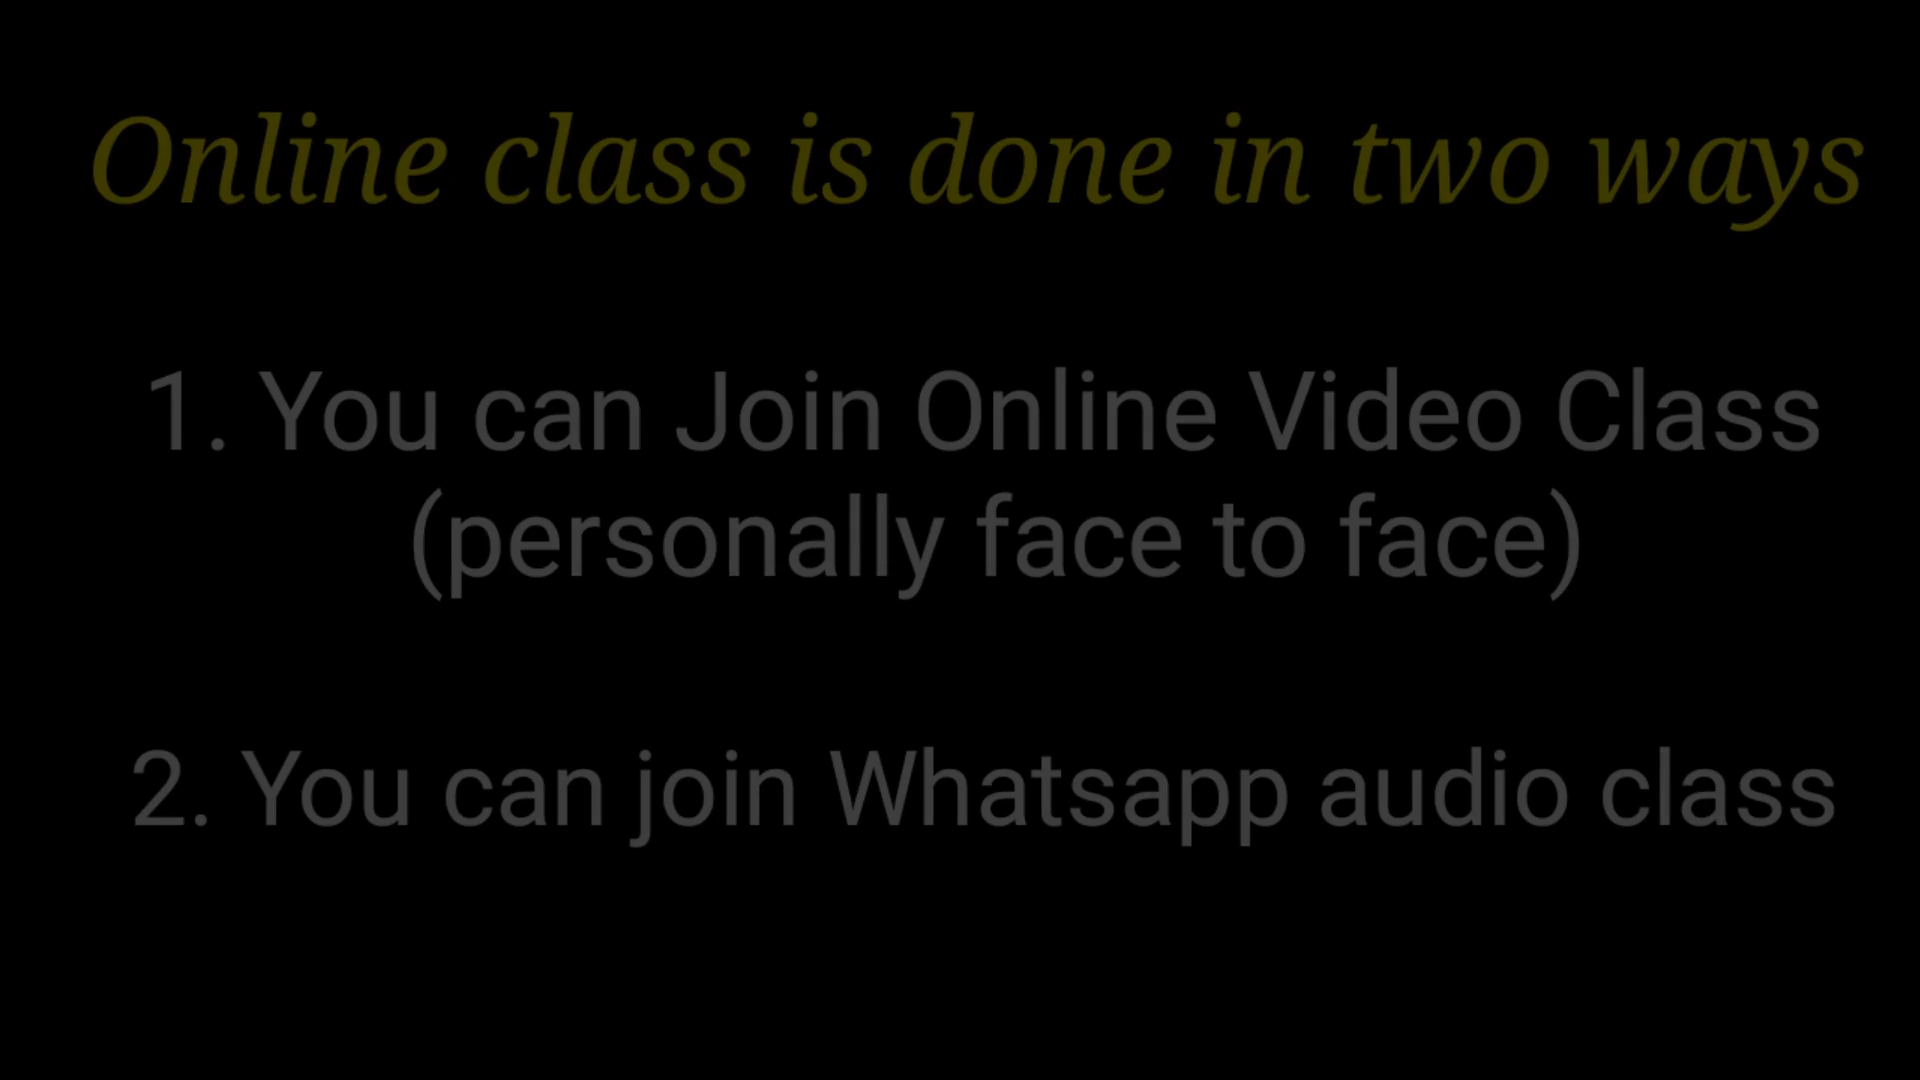 Online class is done in two ways
1. You can Join Online Video Class
(personally face to face)
2. You can join Whatsapp audio class